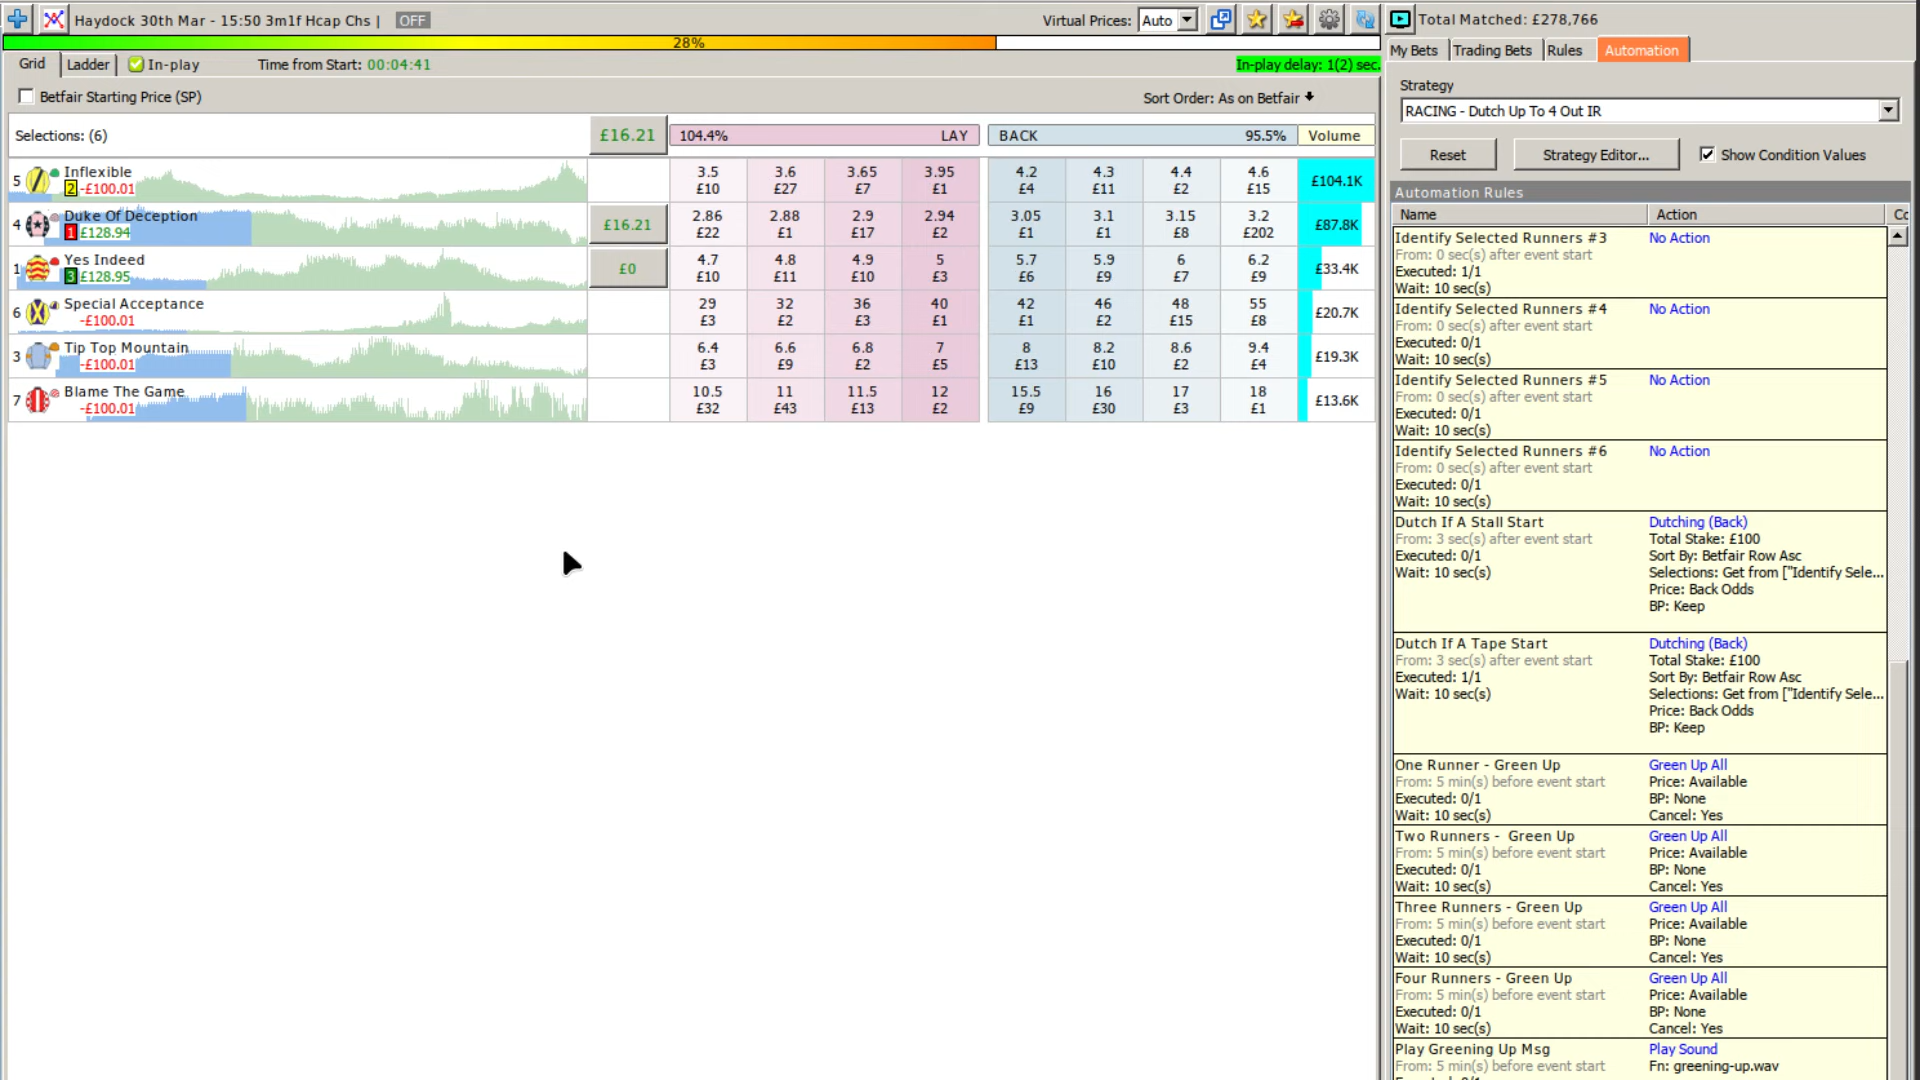 Haydock 30th Mar - 15:50 3m1f Hcap Chs | OFF
Virtual Prices: Auto
28%
Grid Ladder In-play Time from Start: 00:04:41 In-play delay: 1(2) sec.
Betfair Starting Price (SP) Sort Order: As on Betfair
Selections: (6) £16.21 104.4% LAY BACK 95.5% Volume
5 Inflexible 3.5 3.6 3.65 3.95 4.2 4.3 4.4 4.6 £104.1K
2 -£100.01 £10 £27 £7 £1 £4 £11 £2 £15
4 Duke Of Deception £16.21 2.86 2.88 2.9 2.94 3.05 3.1 3.15 3.2 £87.8K
1 £128.94 £22 £1 £17 £2 £1 £1 £8 £202
1 Yes Indeed £0 4.7 4.8 4.9 5 5.7 5.9 6 6.2 £33.4K
3 £128.95 £10 £11 £10 £3 £6 £9 £7 £9
6 Special Acceptance 29 32 36 40 42 46 48 55 £20.7K
-£100.01 £3 £2 £3 £1 £1 £2 £15 £8
3 Tip Top Mountain 6.4 6.6 6.8 7 8 8.2 8.6 9.4 £19.3K
-£100.01 £3 £9 £2 £5 £13 £10 £2 £4
7 Blame The Game 10.5 11 11.5 12 15.5 16 17 18 £13.6K
-£100.01 £32 £43 £13 £2 £9 £30 £3 £1
Total Matched: £278,766
My Bets Trading Bets Rules Automation
Strategy
RACING - Dutch Up To 4 Out IR
Reset Strategy Editor... Show Condition Values
Automation Rules
Name Action Co
Identify Selected Runners #3 No Action
From: 0 sec(s) after event start
Executed: 1/1
Wait: 10 sec(s)
Identify Selected Runners #4 No Action
From: 0 sec(s) after event start
Executed: 0/1
Wait: 10 sec(s)
Identify Selected Runners #5 No Action
From: 0 sec(s) after event start
Executed: 0/1
Wait: 10 sec(s)
Identify Selected Runners #6 No Action
From: 0 sec(s) after event start
Executed: 0/1
Wait: 10 sec(s)
Dutch If A Stall Start Dutching (Back)
From: 3 sec(s) after event start Total Stake: £100
Executed: 0/1 Sort By: Betfair Row Asc
Wait: 10 sec(s) Selections: Get from ["Identify Sele...
Price: Back Odds
BP: Keep
Dutch If A Tape Start Dutching (Back)
From: 3 sec(s) after event start Total Stake: £100
Executed: 1/1 Sort By: Betfair Row Asc
Wait: 10 sec(s) Selections: Get from ["Identify Sele...
Price: Back Odds
BP: Keep
One Runner - Green Up Green Up All
From: 5 min(s) before event start Price: Available
Executed: 0/1 BP: None
Wait: 10 sec(s) Cancel: Yes
Two Runners - Green Up Green Up All
From: 5 min(s) before event start Price: Available
Executed: 0/1 BP: None
Wait: 10 sec(s) Cancel: Yes
Three Runners - Green Up Green Up All
From: 5 min(s) before event start Price: Available
Executed: 0/1 BP: None
Wait: 10 sec(s) Cancel: Yes
Four Runners - Green Up Green Up All
From: 5 min(s) before event start Price: Available
Executed: 0/1 BP: None
Wait: 10 sec(s) Cancel: Yes
Play Greening Up Msg Play Sound
From: 5 min(s) before event start Fn: greening-up.wav